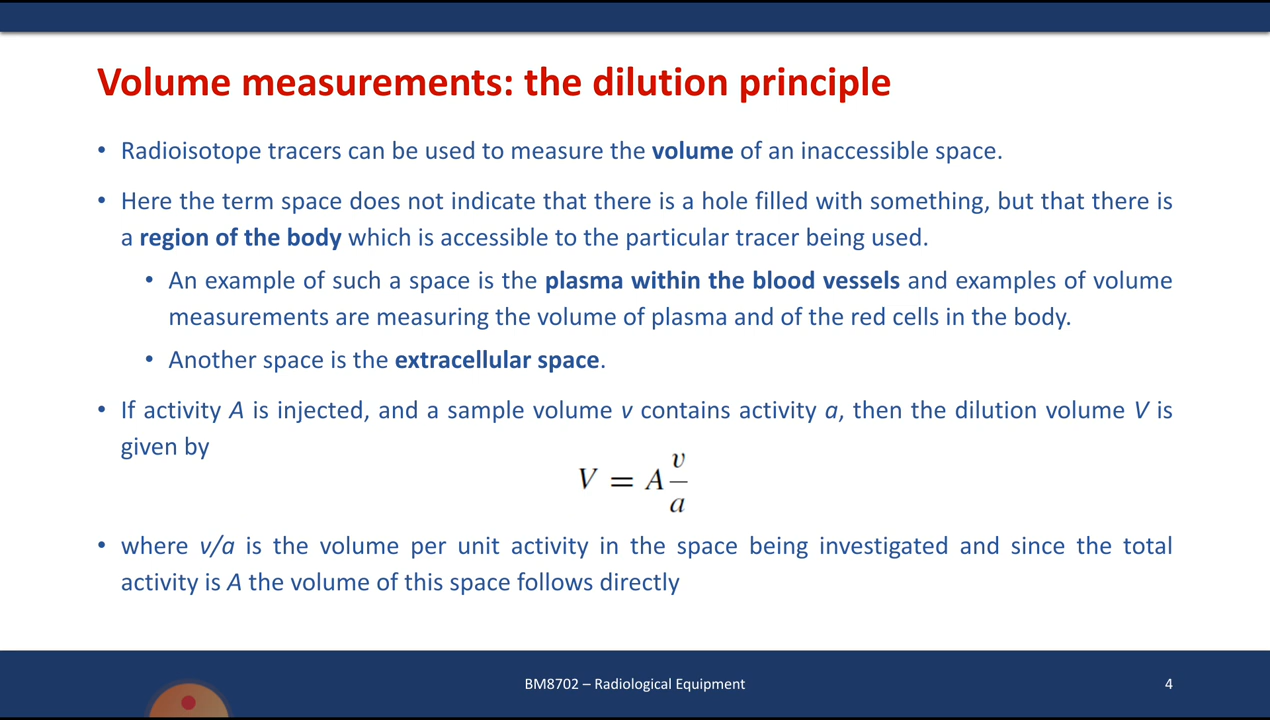 Volume measurements: the dilution principle
• Radioisotope tracers can be used to measure the volume of an inaccessible space.
• Here the term space does not indicate that there is a hole filled with something, but that there is
a region of the body which is accessible to the particular tracer being used.
• An example of such a space is the plasma within the blood vessels and examples of volume
measurements are measuring the volume of plasma and of the red cells in the body.
• Another space is the extracellular space.
• If activity A is injected, and a sample volume v contains activity a, then the dilution volume V is
given by
V = A v/a
• where v/a is the volume per unit activity in the space being investigated and since the total
activity is A the volume of this space follows directly
BM8702 – Radiological Equipment
4